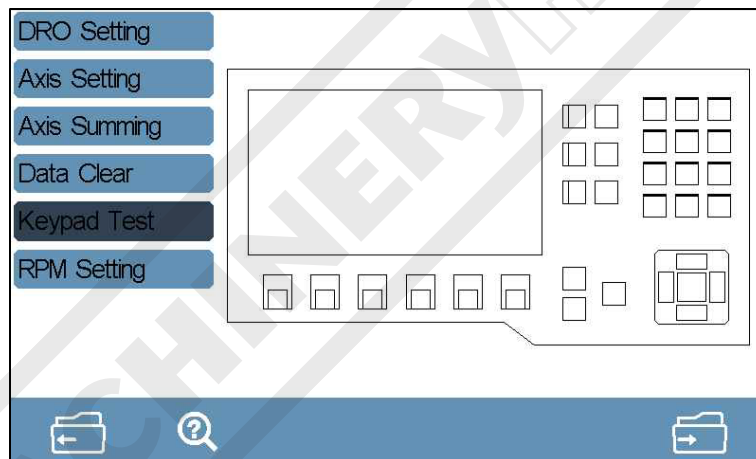 DRO Setting
Axis Setting
Axis Summing
Data Clear
Keypad Test
RPM Setting